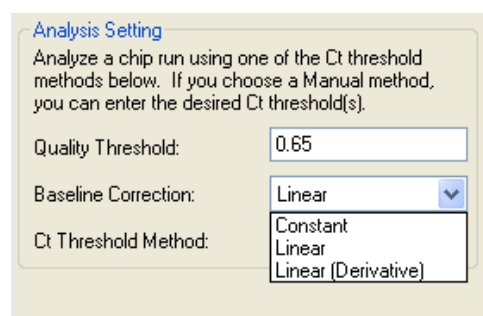 Analysis Setting
Analyze a chip run using one of the Ct threshold
methods below. If you choose a Manual method,
you can enter the desired Ct threshold(s).
Quality Threshold: 0.65
Baseline Correction: Linear
Constant
Ct Threshold Method: Linear
Linear (Derivative)